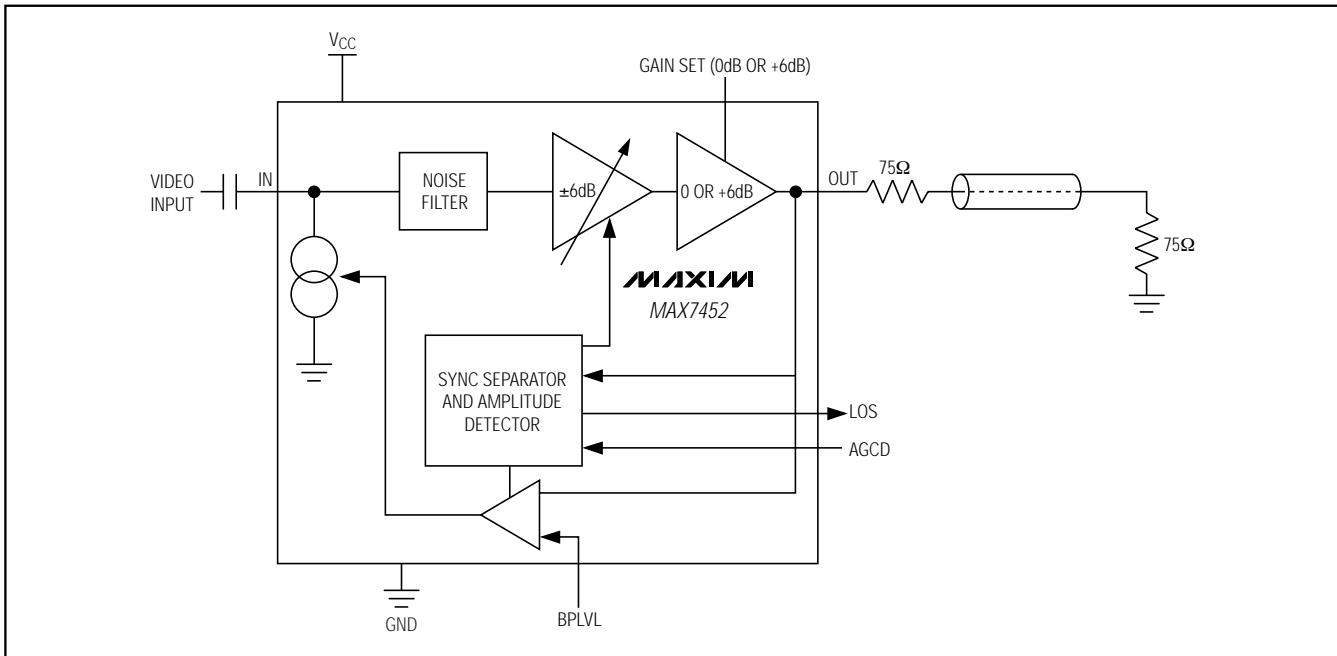 VCC
GAIN SET (0dB OR +6dB)
VIDEO
INPUT
IN
NOISE
FILTER
±6dB
0 OR +6dB
OUT
75Ω
75Ω
MAXIM
MAX7452
SYNC SEPARATOR
AND AMPLITUDE
DETECTOR
LOS
AGCD
GND
BPLVL